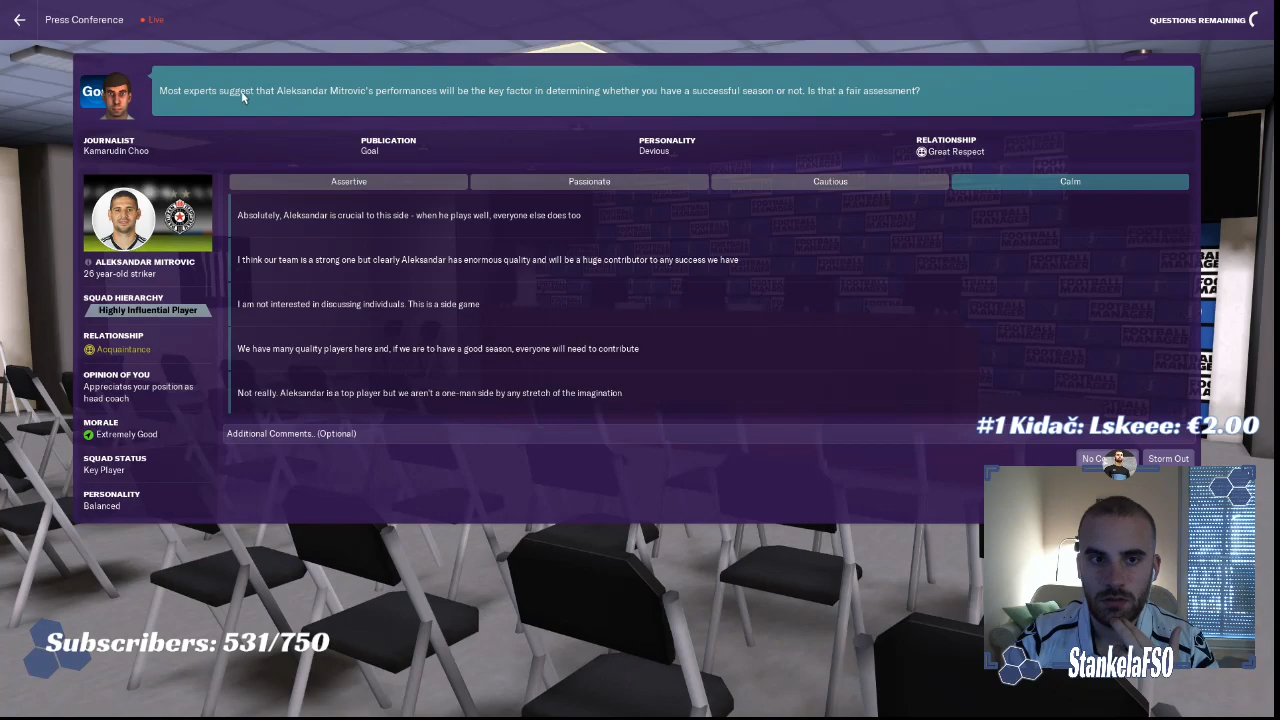 Press Conference
Live
QUESTIONS REMAINING
Go
Most experts suggest that Aleksandar Mitrovic's performances will be the key factor in determining whether you have a successful season or not. Is that a fair assessment?
JOURNALIST
Kamarudin Choo
PUBLICATION
Goal
PERSONALITY
Devious
RELATIONSHIP
Great Respect
Assertive
Passionate
Cautious
Calm
Absolutely, Aleksandar is crucial to this side - when he plays well, everyone else does too
I think our team is a strong one but clearly Aleksandar has enormous quality and will be a huge contributor to any success we have
I am not interested in discussing individuals. This is a side game
We have many quality players here and, if we are to have a good season, everyone will need to contribute
Not really. Aleksandar is a top player but we aren't a one-man side by any stretch of the imagination
ALEKSANDAR MITROVIC
26 year-old striker
SQUAD HIERARCHY
Highly Influential Player
RELATIONSHIP
Acquaintance
OPINION OF YOU
Appreciates your position as
head coach
MORALE
Extremely Good
SQUAD STATUS
Key Player
PERSONALITY
Balanced
Additional Comments.. (Optional)
#1 Kidač: Lskeee: €2.00
No
Storm Out
FOOTBALL
MANAGER
Subscribers: 531/750
StankelaFSO